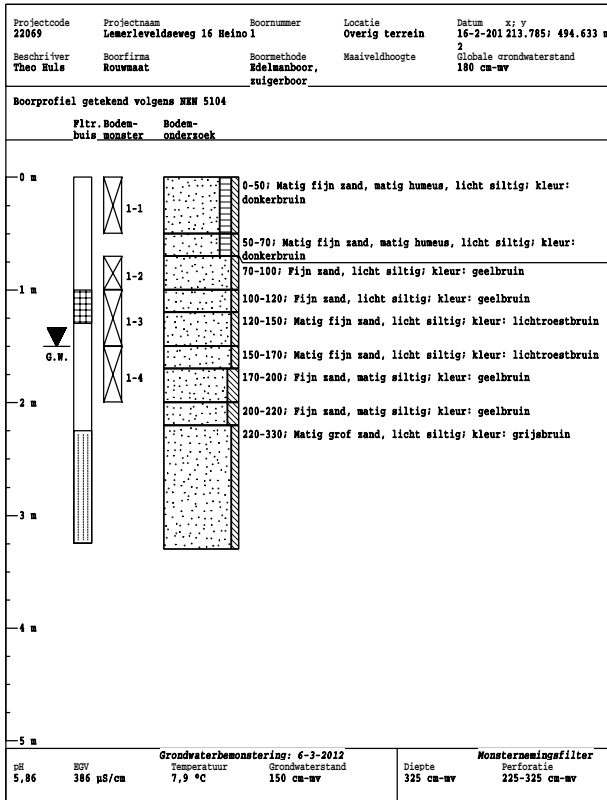 Projectcode Projectnaam Boornummer Locatie Datum x; y
22069 Lemerleveldseweg 16 Heino 1 Overig terrein 16-2-201 213.785; 494.633 m
2
Beschrijver Boorfirma Boormethode Maaiveldhoogte Globale grondwaterstand
Theo Huls Rouwmaat Edelmanboor, 180 cm-mv
zuigerboor
Boorprofiel getekend volgens NEN 5104
Fltr. Bodem- Bodem-
buis monster onderzoek
0 m
0-50; Matig fijn zand, matig humeus, licht siltig; kleur:
donkerbruin
1-1
50-70; Matig fijn zand, matig humeus, licht siltig; kleur:
donkerbruin
70-100; Fijn zand, licht siltig; kleur: geelbruin
1-2
1 m
100-120; Fijn zand, licht siltig; kleur: geelbruin
120-150; Matig fijn zand, licht siltig; kleur: lichtroestbruin
1-3
G.W.
150-170; Matig fijn zand, licht siltig; kleur: lichtroestbruin
170-200; Fijn zand, matig siltig; kleur: geelbruin
1-4
2 m
200-220; Fijn zand, matig siltig; kleur: geelbruin
220-330; Matig grof zand, licht siltig; kleur: grijsbruin
3 m
4 m
5 m
Grondwaterbemonstering: 6-3-2012 Monsternemingsfilter
pH EGV Temperatuur Grondwaterstand Diepte Perforatie
5,86 386 µS/cm 7,9 ºC 150 cm-mv 325 cm-mv 225-325 cm-mv